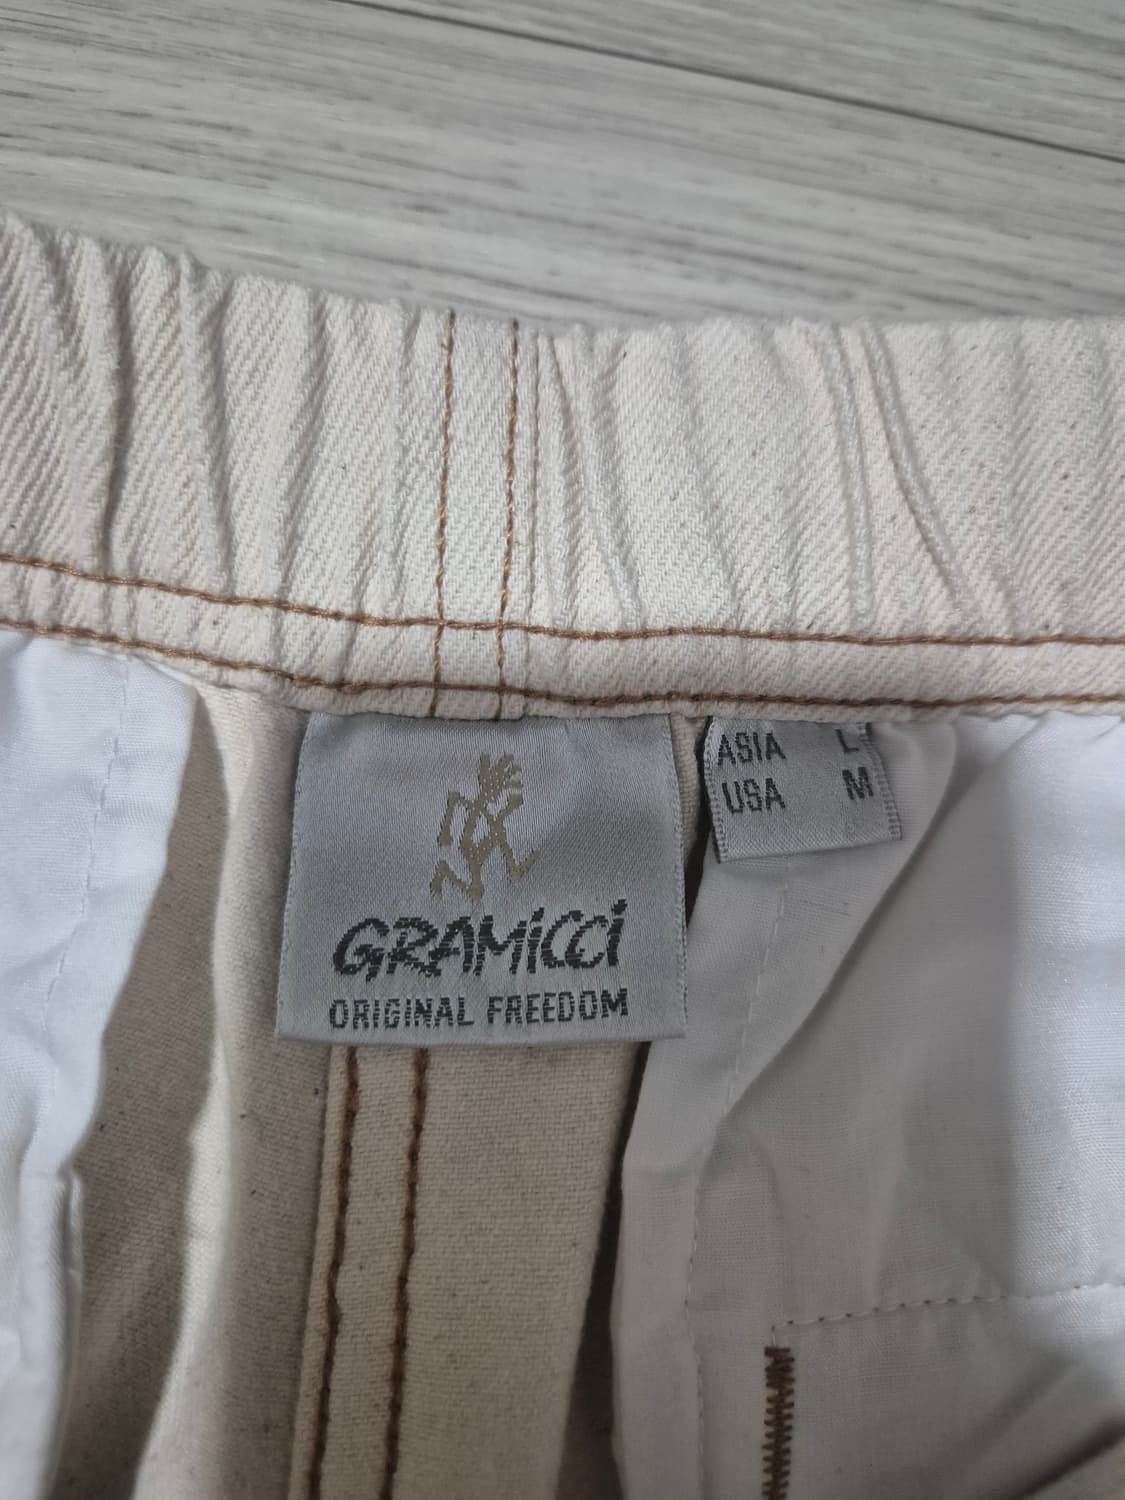 GRAMiCCi
ORIGINAL FREEDOM
ASIA L
USA M